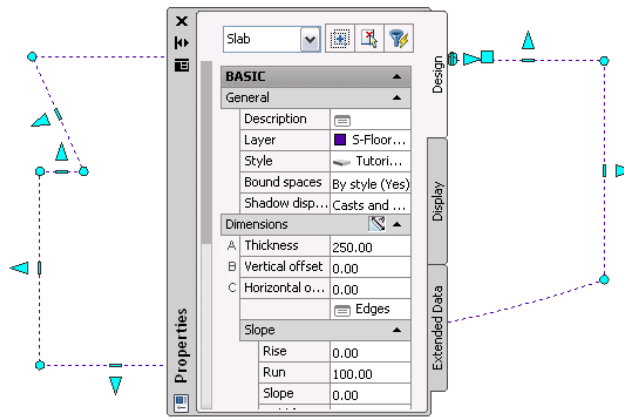 Slab
BASIC
General
Description
Layer S-Floor...
Style Tutori...
Bound spaces By style (Yes)
Shadow disp... Casts and ...
Dimensions
A Thickness 250.00
B Vertical offset 0.00
C Horizontal o... 0.00
Edges
Slope
Rise 0.00
Run 100.00
Slope 0.00
Properties
Design
Display
Extended Data